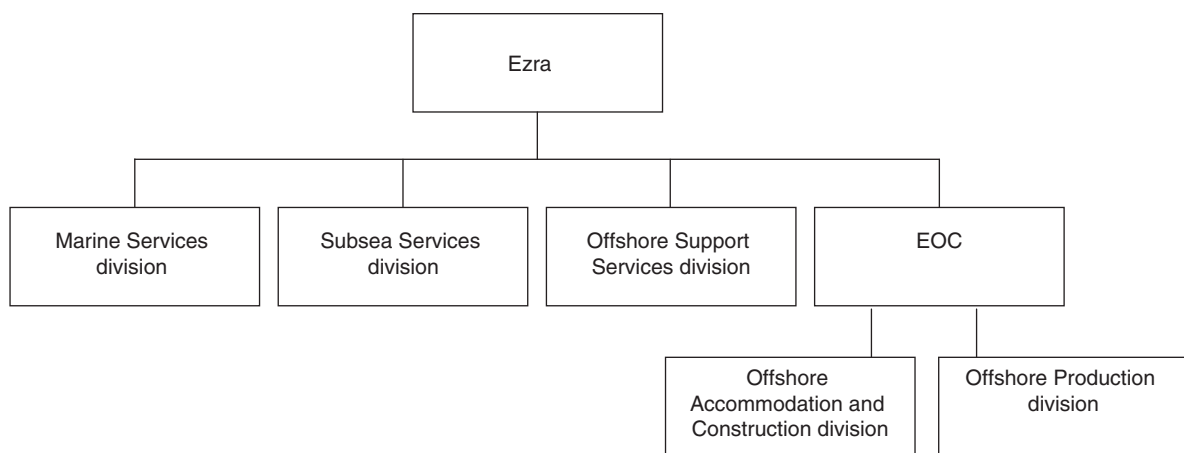 Ezra
Marine Services
division
Subsea Services
division
Offshore Support
Services division
EOC
Offshore
Accommodation and
Construction division
Offshore Production
division